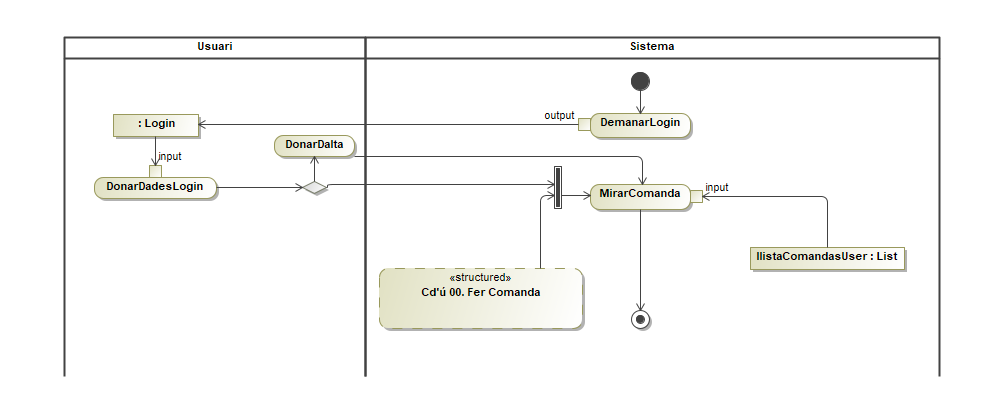 Usuari
Sistema
output
: Login
DemanarLogin
DonarDalta
input
DonarDadesLogin
MirarComanda
input
llistaComandasUser : List
«structured»
Cd'ú 00. Fer Comanda